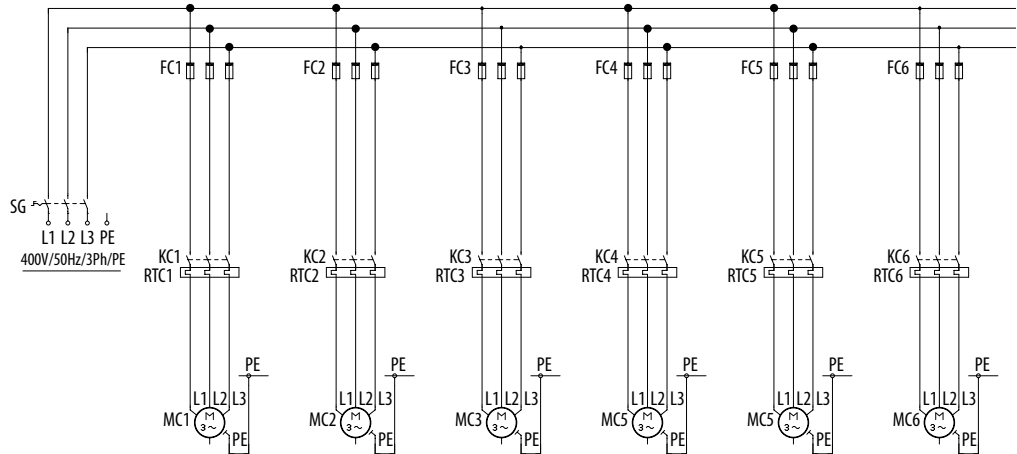 FC1 FC2 FC3 FC4 FC5 FC6
SG
L1 L2 L3 PE
400V/50Hz/3Ph/PE
KC1 KC2 KC3 KC4 KC5 KC6
RTC1 RTC2 RTC3 RTC4 RTC5 RTC6
PE PE PE PE PE PE
L1 L2 L3 L1 L2 L3 L1 L2 L3 L1 L2 L3 L1 L2 L3 L1 L2 L3
MC1 M MC2 M MC3 M MC5 M MC5 M MC6 M
3~ 3~ 3~ 3~ 3~ 3~
PE PE PE PE PE PE